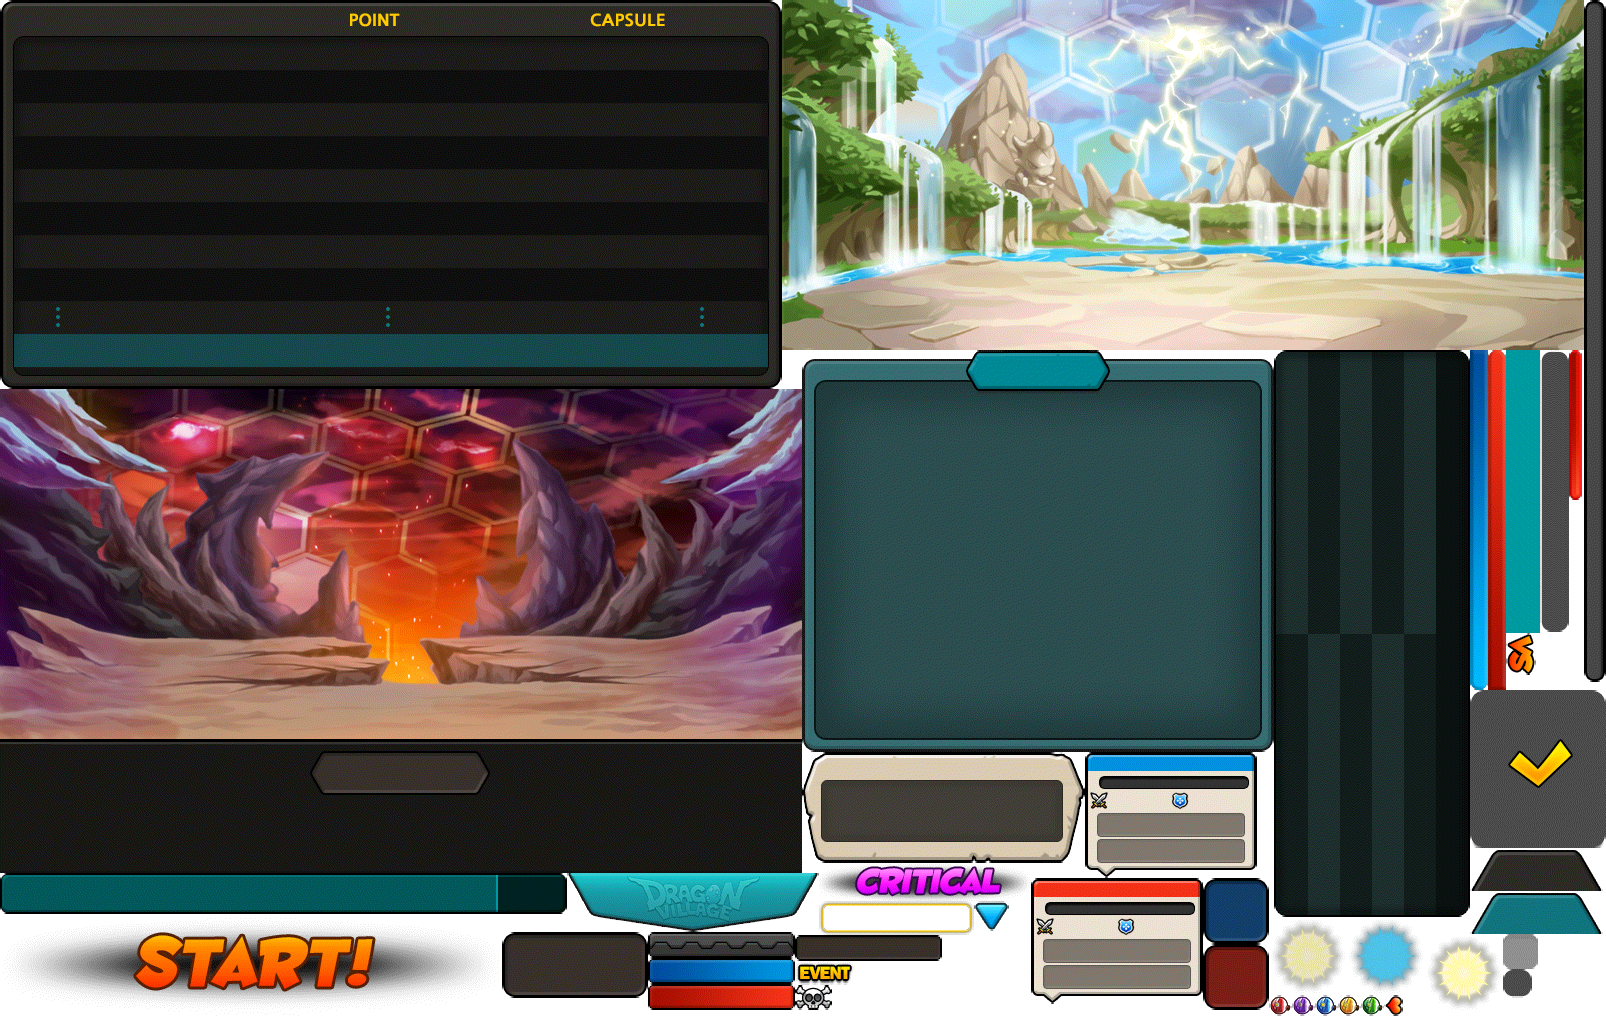 POINT CAPSULE
CRITICAL
DRAGON
VILLAGE
START!
EVENT